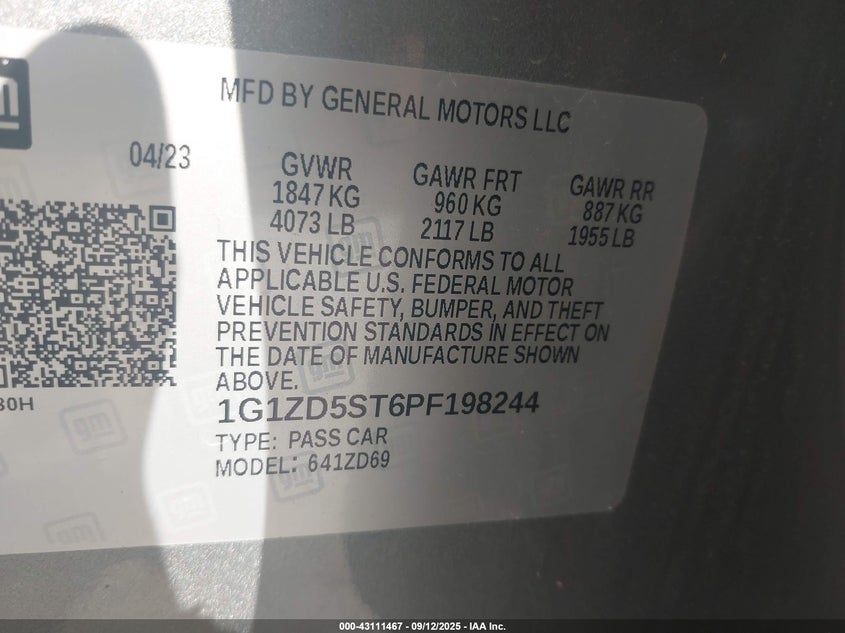 gm
MFD BY GENERAL MOTORS LLC
04/23
GVWR
1847 KG
4073 LB
GAWR FRT
960 KG
2117 LB
GAWR RR
887 KG
1955 LB
THIS VEHICLE CONFORMS TO ALL
APPLICABLE U.S. FEDERAL MOTOR
VEHICLE SAFETY, BUMPER, AND THEFT
PREVENTION STANDARDS IN EFFECT ON
THE DATE OF MANUFACTURE SHOWN
ABOVE.
30H
1G1ZD5ST6PF198244
TYPE: PASS CAR
MODEL: 641ZD69
000-43111467 - 09/12/2025 - IAA Inc.